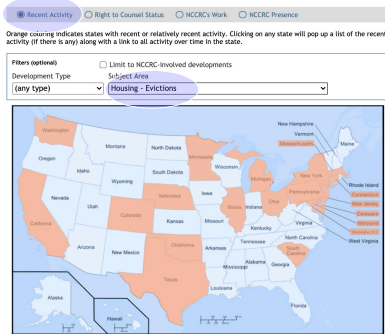 Recent Activity Right to Counsel Status NCCRC's Work NCCRC Presence
Orange coloring indicates states with recent or relatively recent activity. Clicking on any state will pop up a list of the recent
activity (if there is any) along with a link to all activity over time in the state.
Filters (optional) Limit to NCCRC-involved developments
Development Type Subject Area
(any type) Housing - Evictions
New Hampshire
Vermont
Massachusetts
Washington
Montana
North Dakota
Minnesota
Maine
Oregon
Idaho
South Dakota
Wisconsin
Wyoming
Michigan
New York
Rhode Island
Connecticut
New Jersey
Delaware
Maryland
Washington D.C.
West Virginia
Nevada
Utah
Colorado
Nebraska
Iowa
Illinois
Indiana
Ohio
Pennsylvania
California
Kansas
Missouri
Kentucky
Virginia
Arizona
New Mexico
Oklahoma
Arkansas
Tennessee
North Carolina
South
Carolina
Texas
Mississippi
Alabama
Georgia
Louisiana
Florida
Alaska
Hawaii